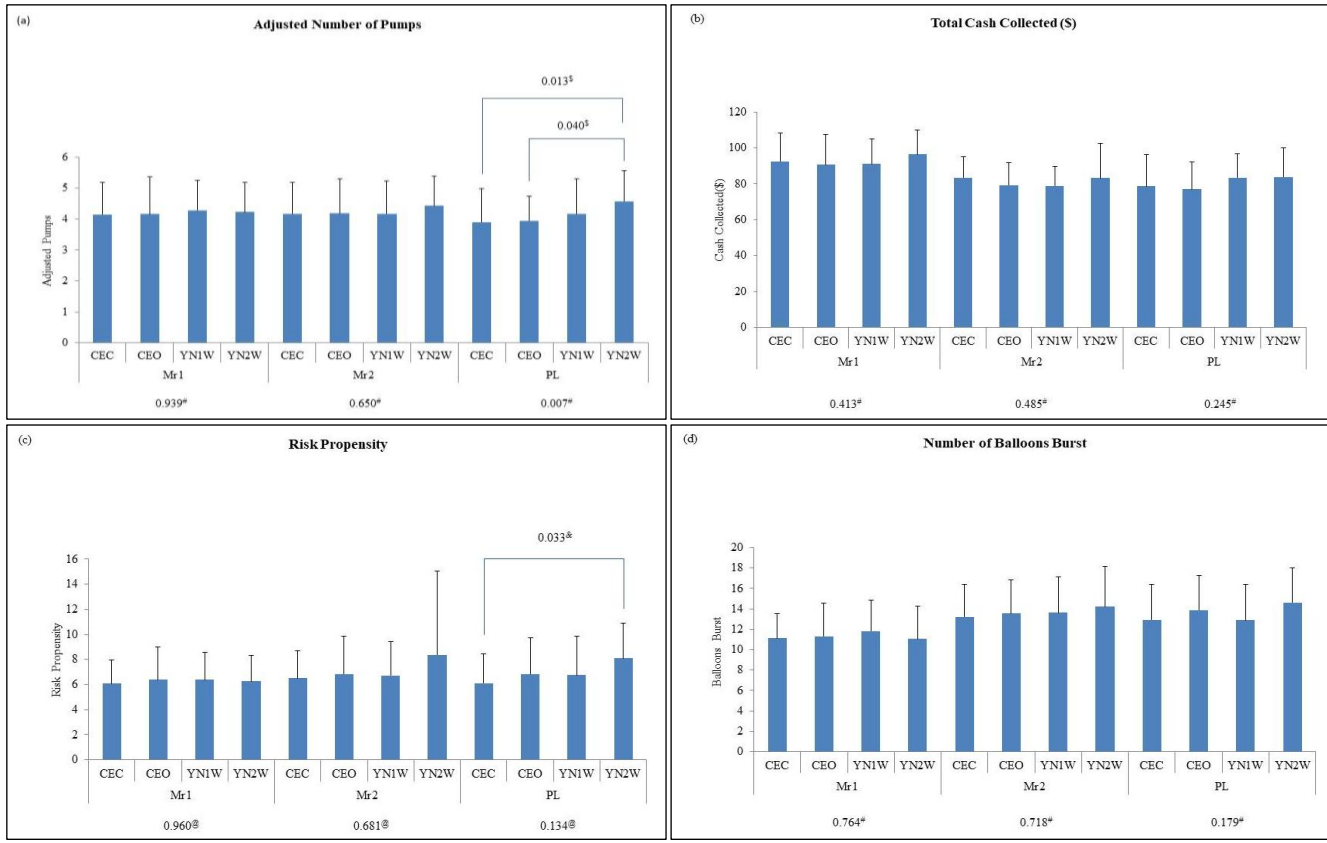 (a)
Adjusted Number of Pumps
0.013$
0.040$
6
5
4
3
2
1
0
Adjusted Pumps
CEC CEO YN1W YN2W CEC CEO YN1W YN2W CEC CEO YN1W YN2W
Mr1 Mr2 PL
0.939# 0.650# 0.007#
(b)
Total Cash Collected ($)
120
100
80
60
40
20
0
Cash Collected($)
CEC CEO YN1W YN2W CEC CEO YN1W YN2W CEC CEO YN1W YN2W
Mr1 Mr2 PL
0.413# 0.485# 0.245#
(c)
Risk Propensity
0.033&
16
14
12
10
8
6
4
2
0
Risk Propensity
CEC CEO YN1W YN2W CEC CEO YN1W YN2W CEC CEO YN1W YN2W
Mr1 Mr2 PL
0.960@ 0.681@ 0.134@
(d)
Number of Balloons Burst
20
18
16
14
12
10
8
6
4
2
0
Balloons Burst
CEC CEO YN1W YN2W CEC CEO YN1W YN2W CEC CEO YN1W YN2W
Mr1 Mr2 PL
0.764# 0.718# 0.179#